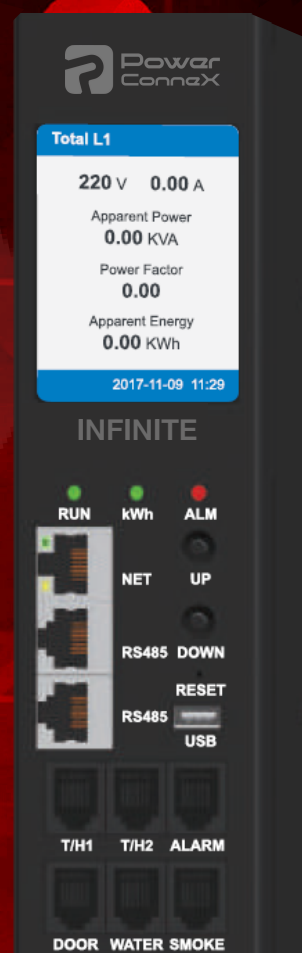 Power
ConneX
Total L1
220 V 0.00 A
Apparent Power
0.00 KVA
Power Factor
0.00
Apparent Energy
0.00 KWh
2017-11-09 11:29
INFINITE
RUN kWh ALM
NET UP
RS485 DOWN
RESET
RS485
USB
T/H1 T/H2 ALARM
DOOR WATER SMOKE